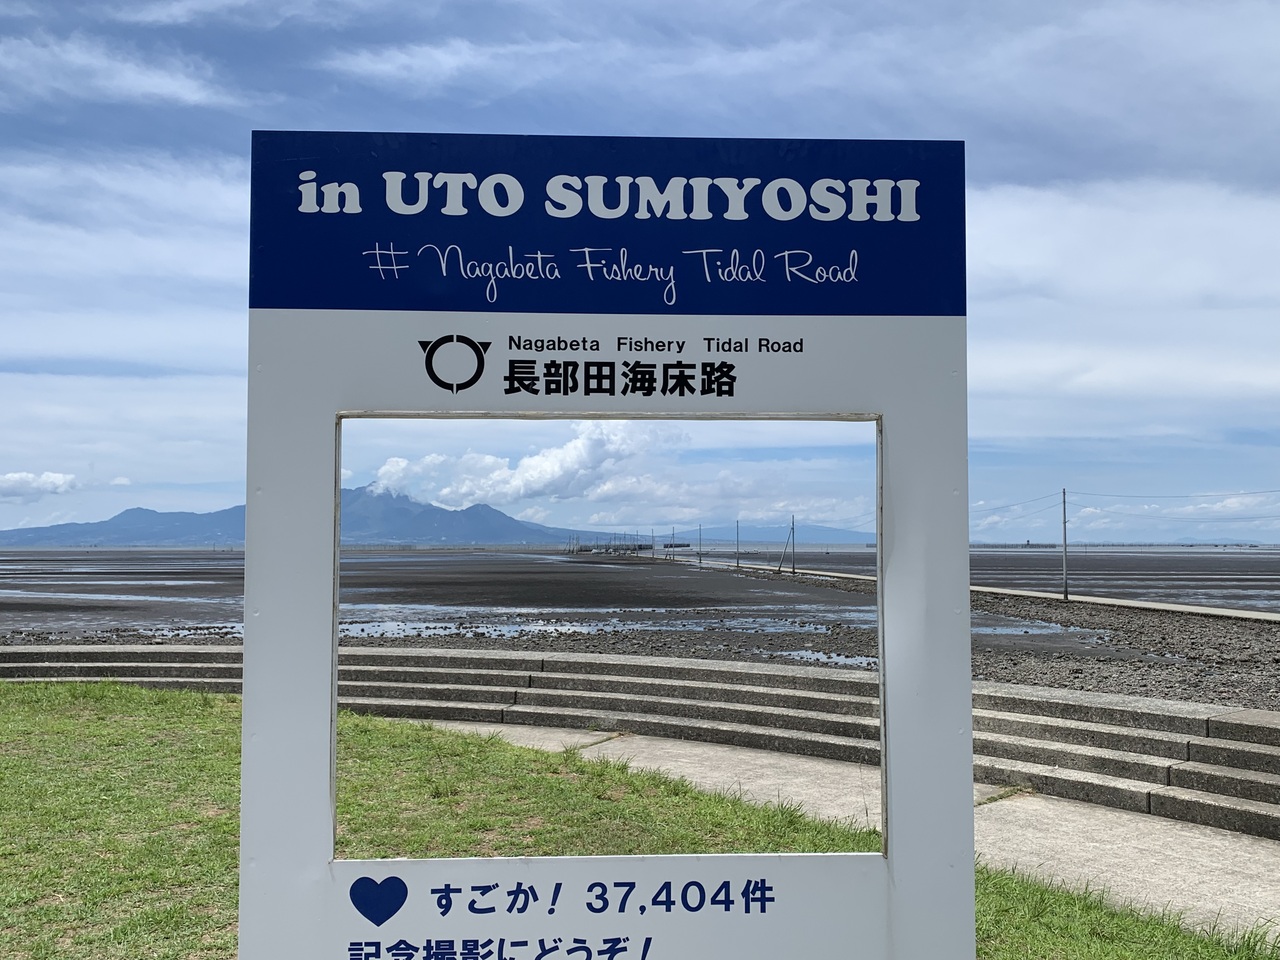 in UTO SUMIYOSHI
# Nagabeta Fishery Tidal Road
Nagabeta Fishery Tidal Road
長部田海床路
すごか! 37,404件
記念撮影にどうぞ!